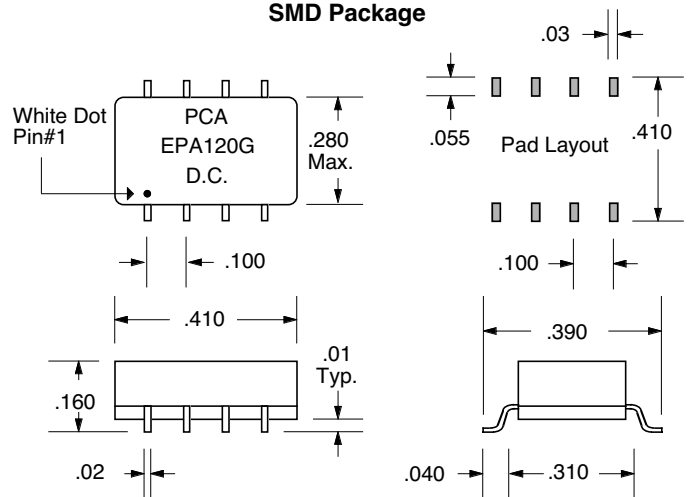 SMD Package
White Dot
Pin#1
PCA
EPA120G
D.C.
.280
Max.
.100
.410
.160
.01
Typ.
.02
.03
.055
Pad Layout
.410
.100
.390
.040
.310